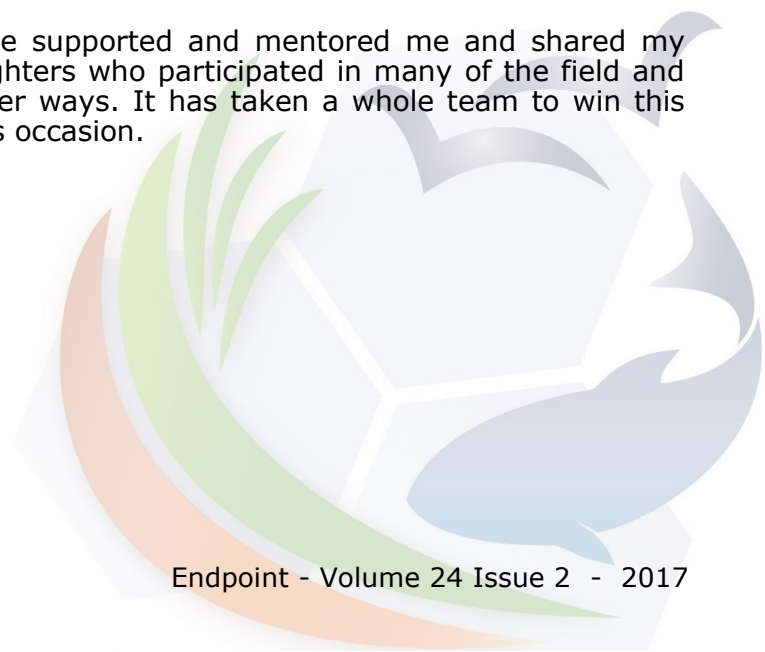 e supported and mentored me and shared my
ghters who participated in many of the field and
er ways. It has taken a whole team to win this
s occasion.
Endpoint - Volume 24 Issue 2 - 2017